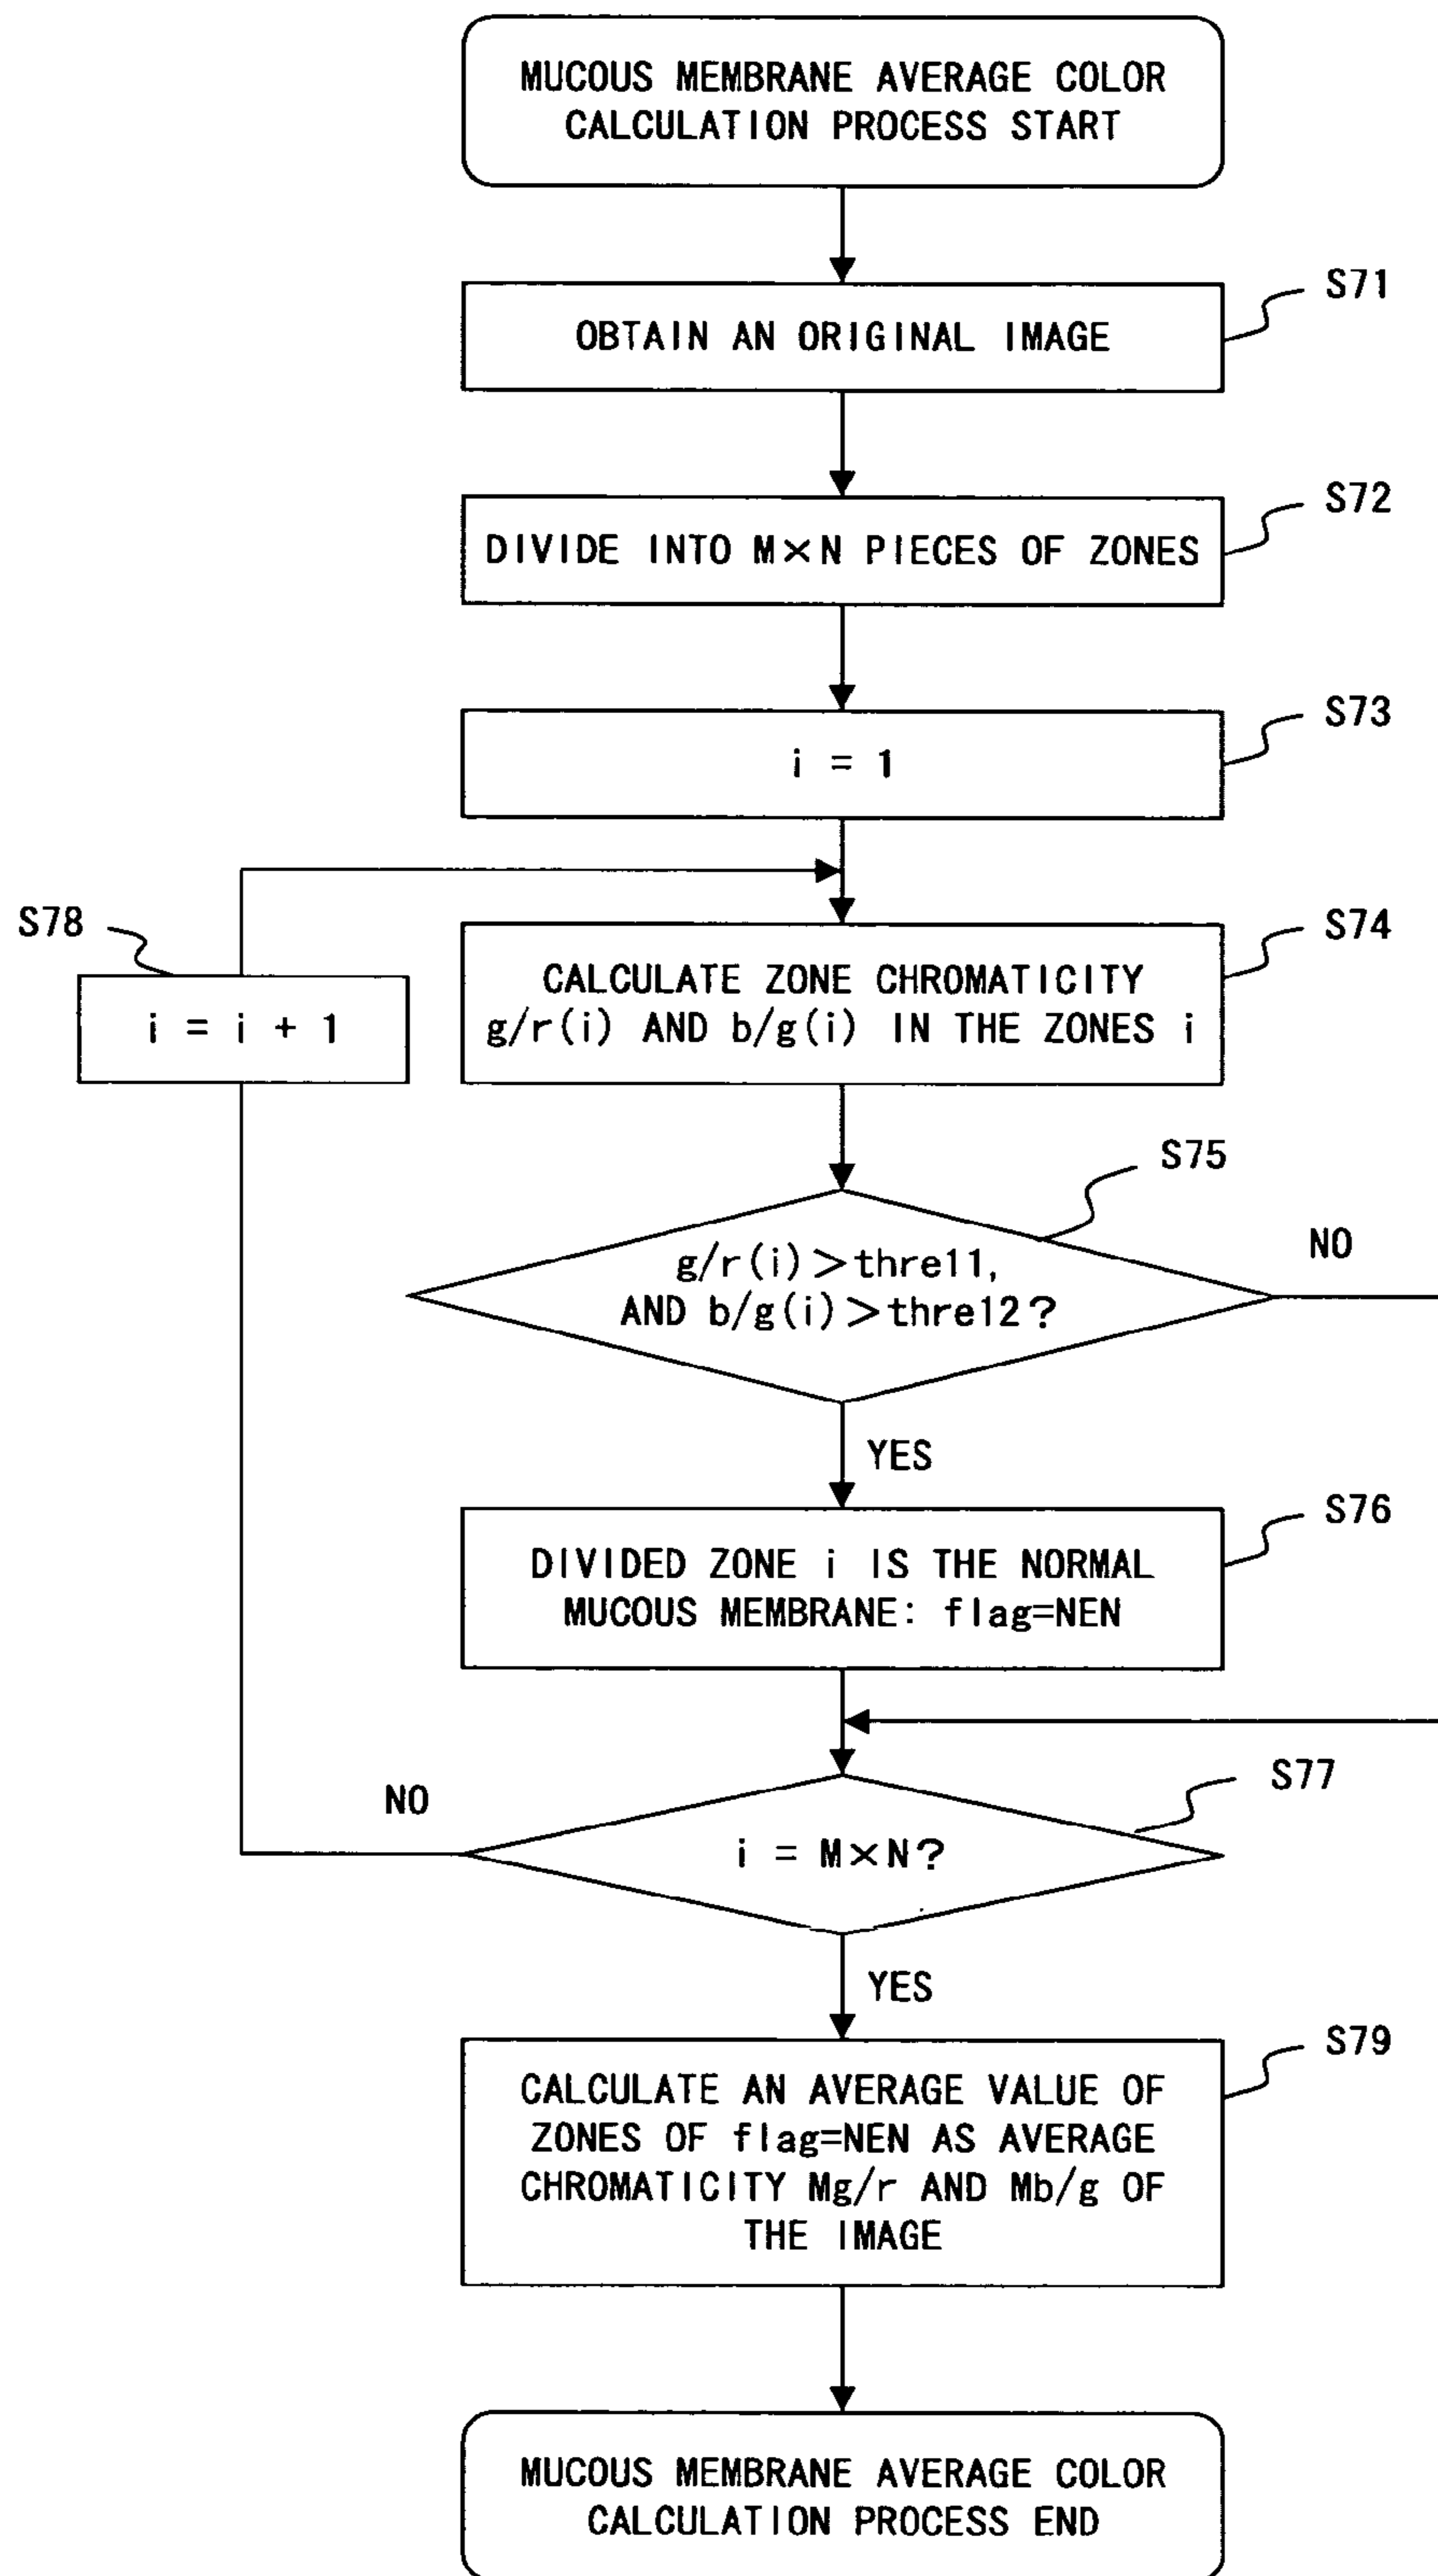 MUCOUS MEMBRANE AVERAGE COLOR
CALCULATION PROCESS START
S71
OBTAIN AN ORIGINAL IMAGE
S72
DIVIDE INTO M×N PIECES OF ZONES
S73
i = 1
S78
i = i + 1
S74
CALCULATE ZONE CHROMATICITY
g/r(i) AND b/g(i) IN THE ZONES i
S75
g/r(i)>thre11,
AND b/g(i)>thre12?
NO
YES
S76
DIVIDED ZONE i IS THE NORMAL
MUCOUS MEMBRANE: flag=NEN
S77
NO
i = M×N?
YES
S79
CALCULATE AN AVERAGE VALUE OF
ZONES OF flag=NEN AS AVERAGE
CHROMATICITY Mg/r AND Mb/g OF
THE IMAGE
MUCOUS MEMBRANE AVERAGE COLOR
CALCULATION PROCESS END